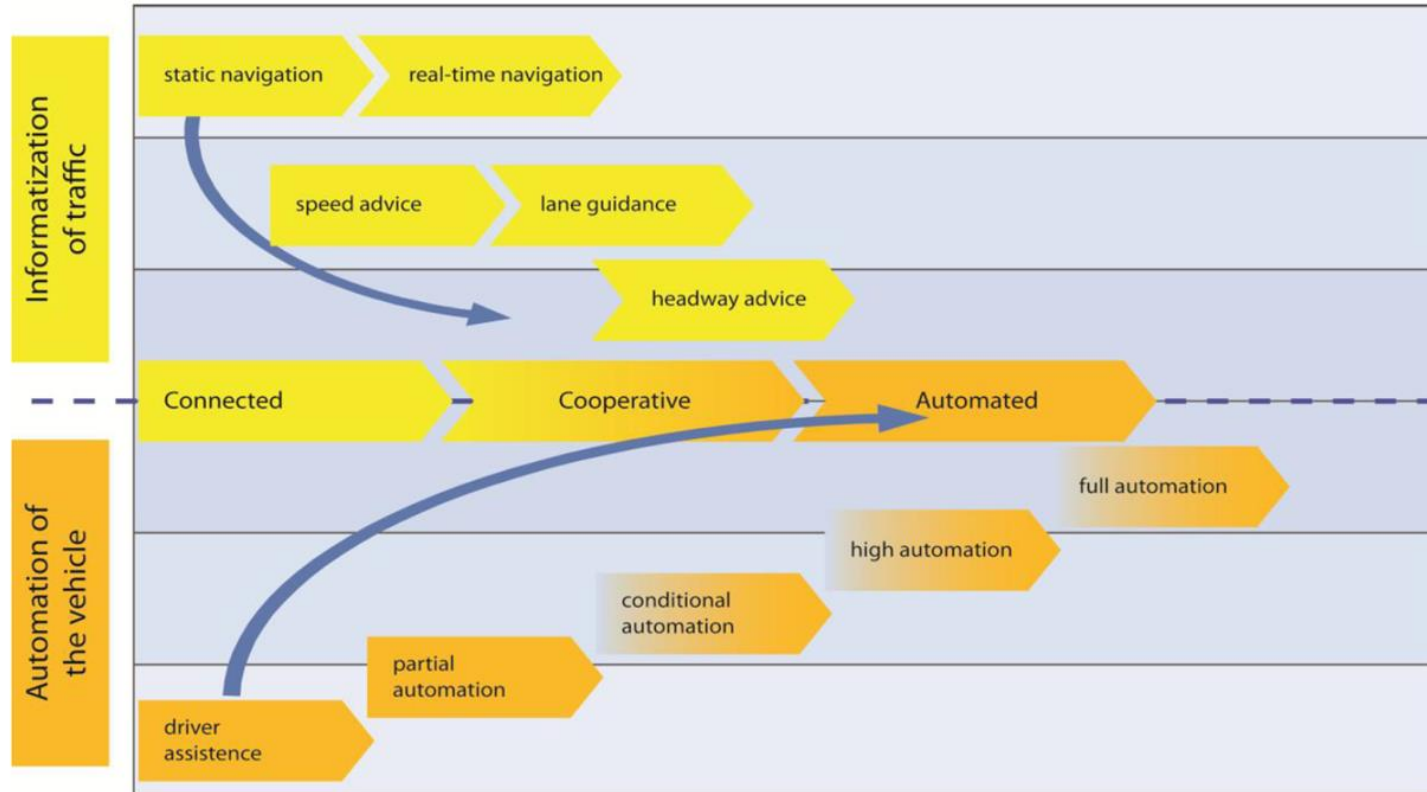 Informatization
of traffic
static navigation
real-time navigation
speed advice
lane guidance
headway advice
Connected
Cooperative
Automated
Automation of
the vehicle
full automation
high automation
conditional
automation
partial
automation
driver
assistence